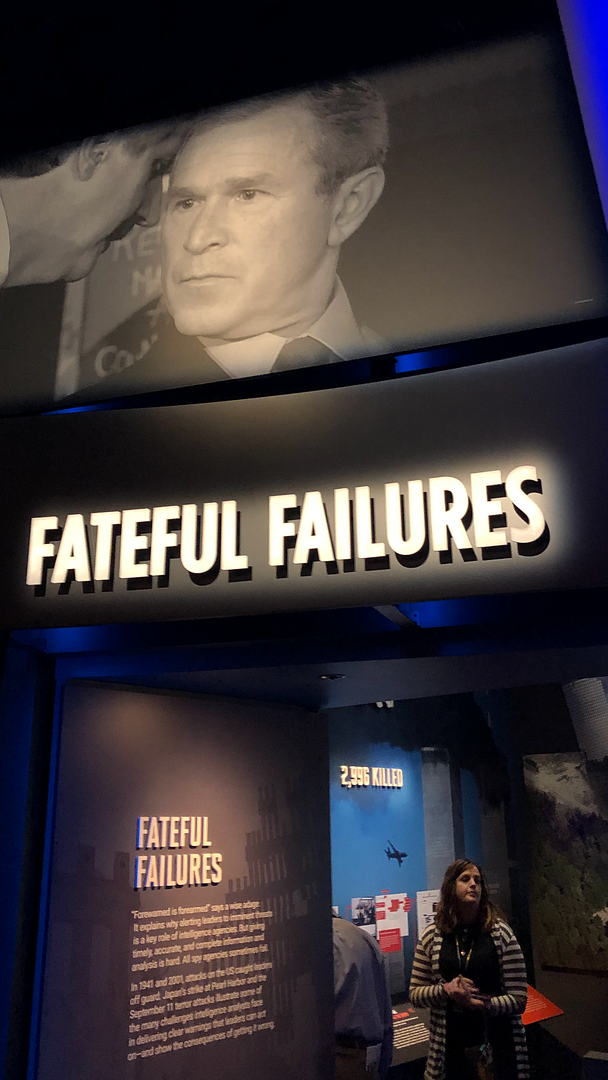 FATEFUL FAILURES
2,996 KILLED
FATEFUL
FAILURES
"Forewarned is forearmed" says a wise adage.
It explains why alerting leaders to imminent threats
is a key role of intelligence agencies. But giving
timely, accurate, and complete information and
analysis is hard. All spy agencies sometimes
In 1941 and 2001, attacks on the US caught leaders
off guard. Japan's strike at Pearl Harbor and the
September 11 terror attacks illustrate some of
the many challenges intelligence analysts face
in delivering clear warnings that leaders can act
on—and show the consequences of getting it wrong.